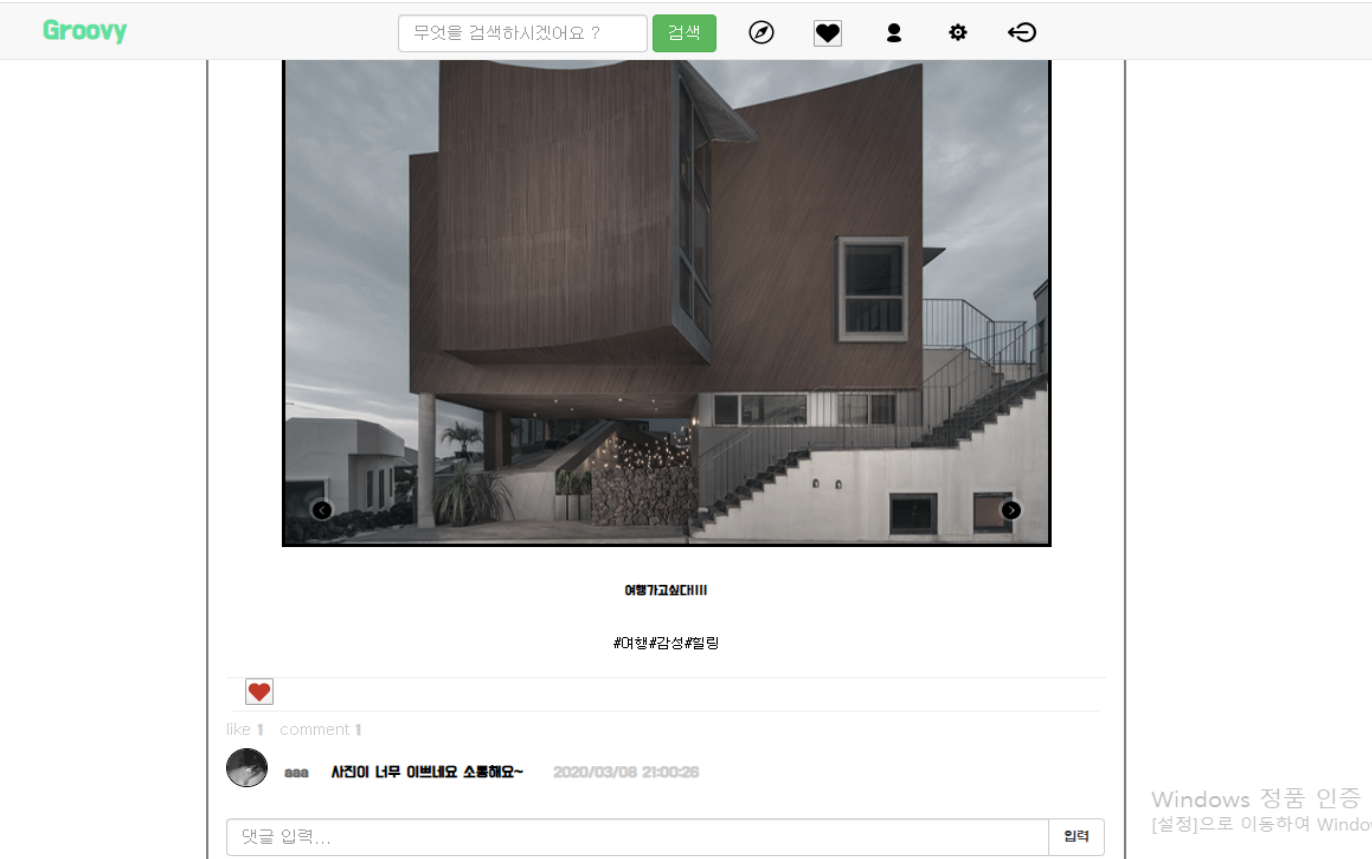 Groovy
무엇을 검색하시겠어요 ?
검색
여행가고싶다!!!
#여행#감성#힐링
like 1 comment 1
aaa 사진이 너무 이쁘네요 소통해요~ 2020/03/08 21:00:26
댓글 입력...
입력
Windows 정품 인증
[설정]으로 이동하여 Windo